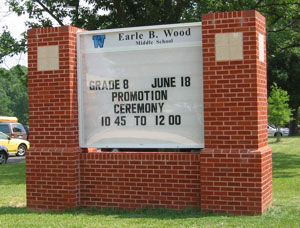 Earle B. Wood
Middle School
GRADE 8 JUNE 18
PROMOTION
CEREMONY
10 45 TO 12 00